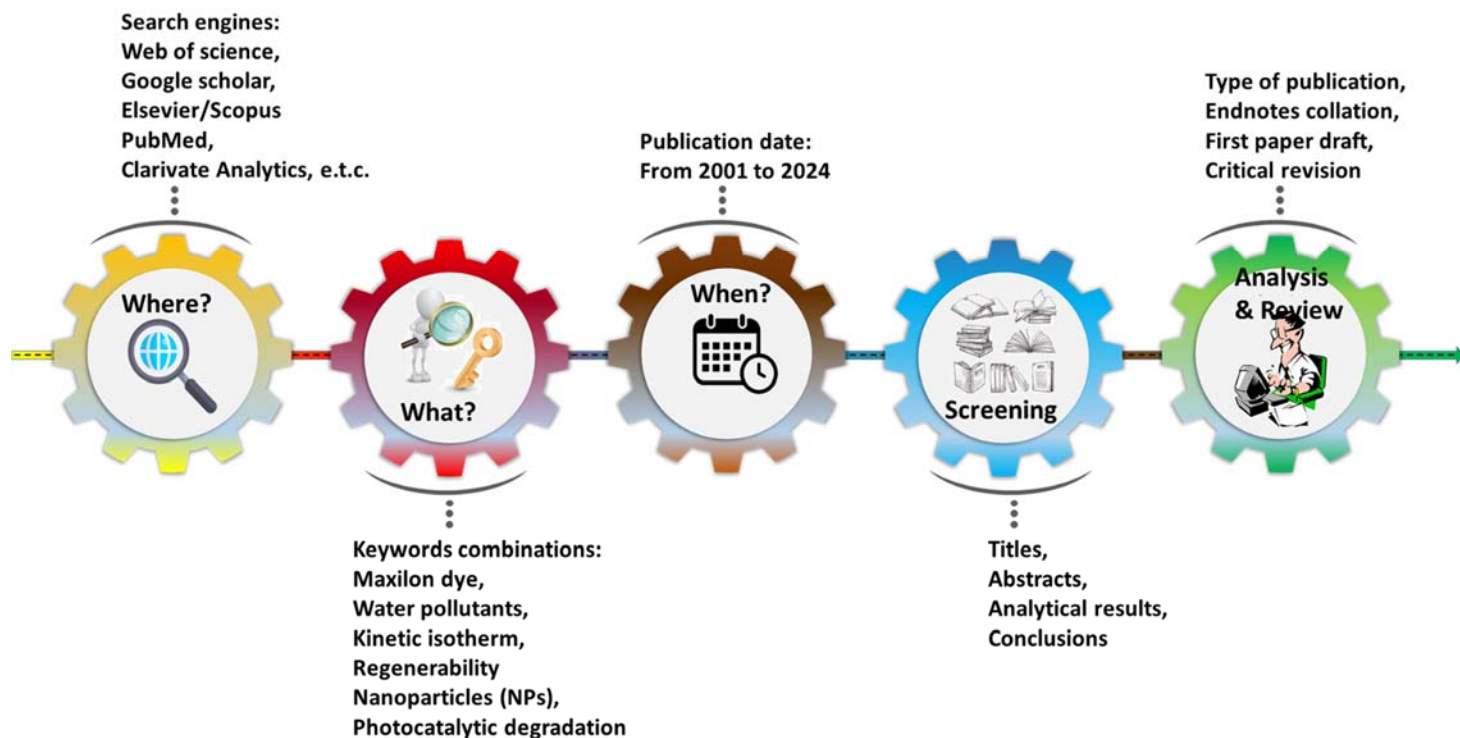 Search engines:
Web of science,
Google scholar,
Elsevier/Scopus
PubMed,
Clarivate Analytics, e.t.c.
Where?
What?
Keywords combinations:
Maxilon dye,
Water pollutants,
Kinetic isotherm,
Regenerability
Nanoparticles (NPs),
Photocatalytic degradation
Publication date:
From 2001 to 2024
When?
Screening
Titles,
Abstracts,
Analytical results,
Conclusions
Type of publication,
Endnotes collation,
First paper draft,
Critical revision
Analysis
& Review